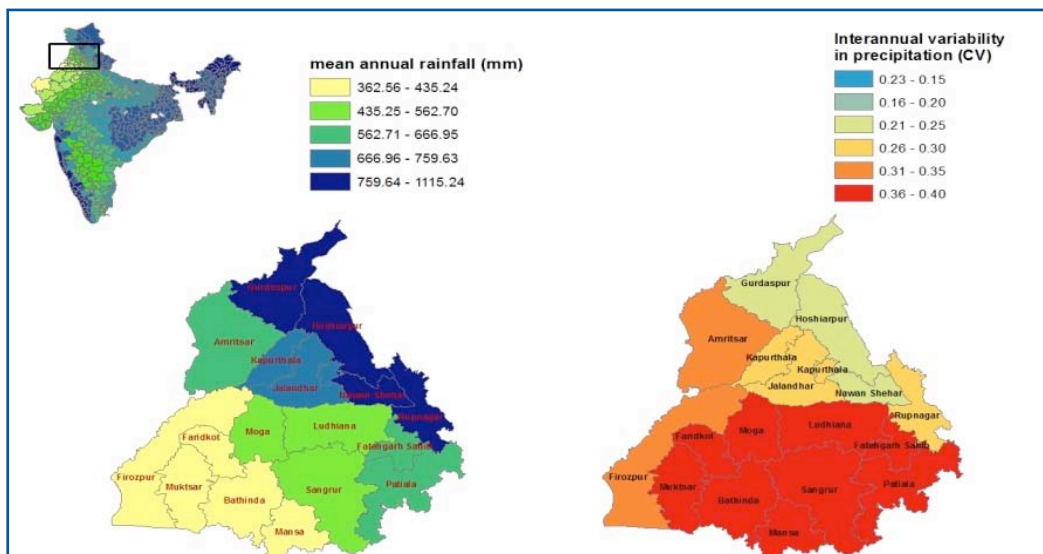 mean annual rainfall (mm)
362.56 - 435.24
435.25 - 562.70
562.71 - 666.95
666.96 - 759.63
759.64 - 1115.24
Interannual variability
in precipitation (CV)
0.23 - 0.15
0.16 - 0.20
0.21 - 0.25
0.26 - 0.30
0.31 - 0.35
0.36 - 0.40
Gurdaspur
Hoshiarpur
Amritsar
Kapurthala
Jalandhar
Nawan Shehar
Rupnagar
Moga
Ludhiana
Faridkot
Fatehgarh Sahib
Firozpur
Muktsar
Bathinda
Sangrur
Patiala
Mansa
Gurdaspur
Hoshiarpur
Amritsar
Kapurthala
Kapurthala
Jalandhar
Nawan Shehar
Rupnagar
Moga
Ludhiana
Faridkot
Fatehgarh Sahib
Firozpur
Muktsar
Bathinda
Sangrur
Patiala
Mansa